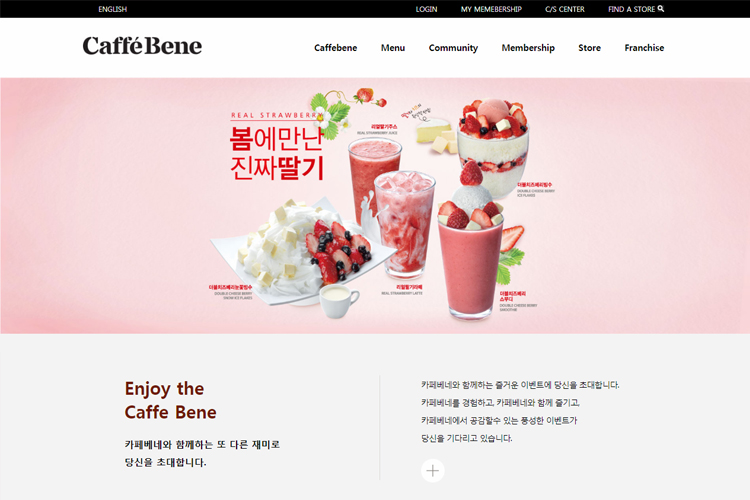 ENGLISH
LOGIN MY MEMEBERSHIP C/S CENTER FIND A STORE
Caffé Bene
Caffebene Menu Community Membership Store Franchise
REAL STRAWBERRY
봄에만난
진짜딸기
리얼딸기주스
REAL STRAWBERRY JUICE
더블치즈베리빙수
DOUBLE CHEESE BERRY
ICE FLAKES
더블치즈베리눈꽃빙수
DOUBLE CHEESE BERRY
SNOW ICE FLAKES
리얼딸기라떼
REAL STRAWBERRY LATTE
더블치즈베리
스무디
DOUBLE CHEESE BERRY
SMOOTHIE
Enjoy the
Caffe Bene
카페베네와 함께하는 또 다른 재미로
당신을 초대합니다.
카페베네와 함께하는 즐거운 이벤트에 당신을 초대합니다.
카페베네를 경험하고, 카페베네와 함께 즐기고,
카페베네에서 공감할수 있는 풍성한 이벤트가
당신을 기다리고 있습니다.